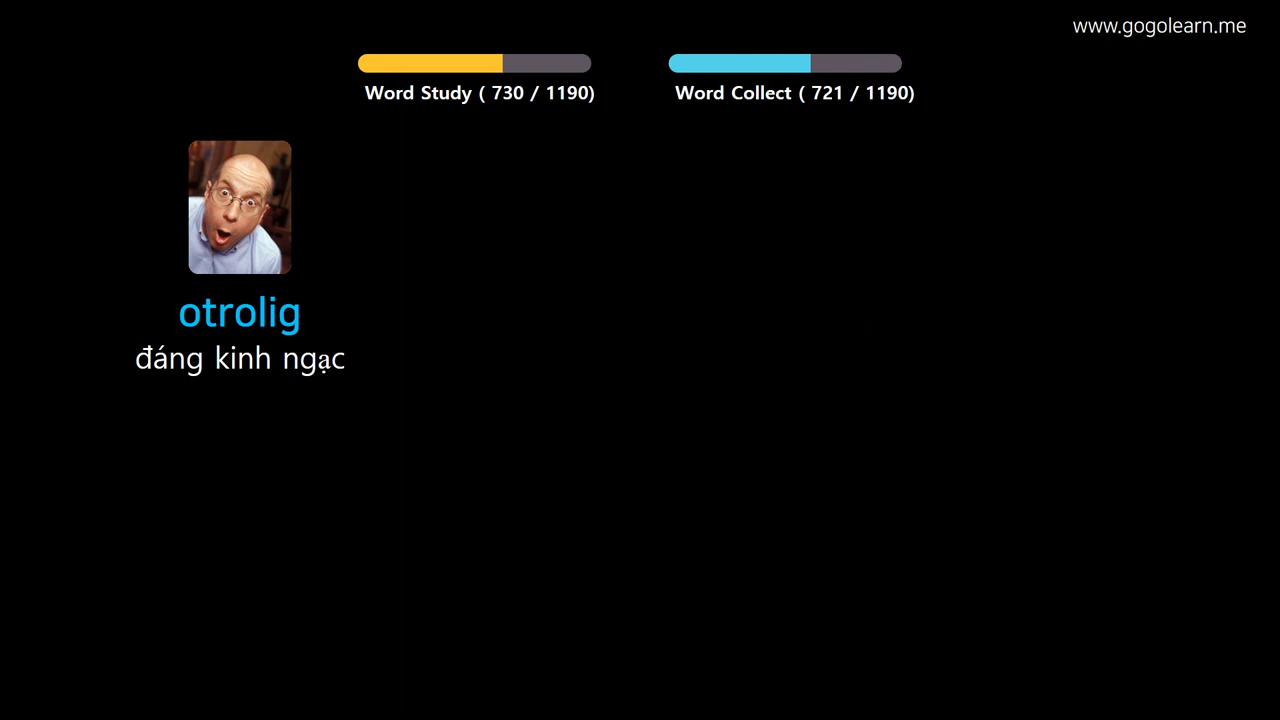 www.gogolearn.me
Word Study ( 730 / 1190)
Word Collect ( 721 / 1190)
otrolig
đáng kinh ngạc